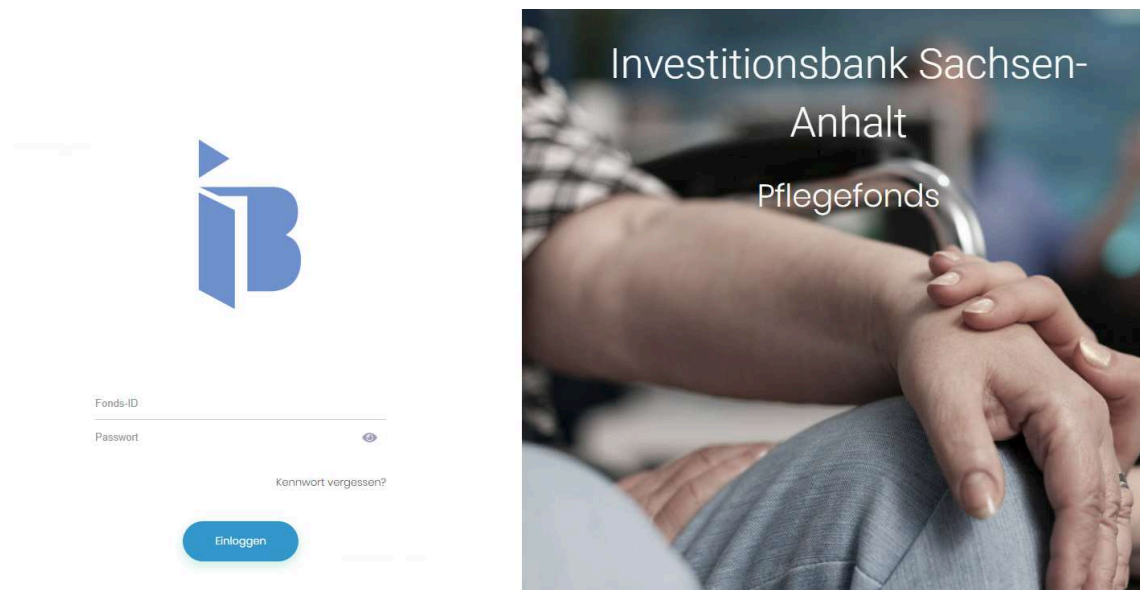 Fonds-ID
Passwort
Kennwort vergessen?
Einloggen
Investitionsbank Sachsen-
Anhalt
Pflegefonds